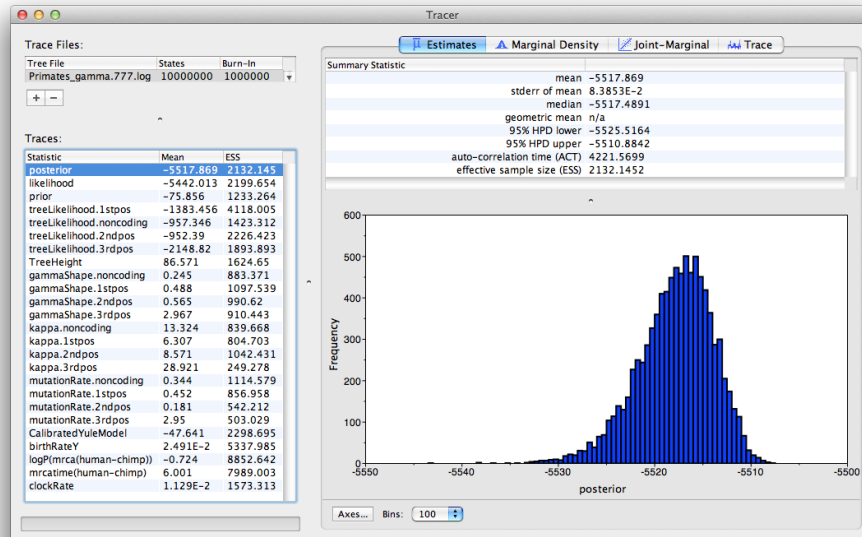 Tracer
Trace Files:
Tree File States Burn-In
Primates_gamma.777.log 10000000 1000000
+ −
Traces:
Statistic Mean ESS
posterior -5517.869 2132.145
likelihood -5442.013 2199.654
prior -75.856 1233.264
treeLikelihood.1stpos -1383.456 4118.005
treeLikelihood.noncoding -957.346 1423.312
treeLikelihood.2ndpos -952.39 2226.423
treeLikelihood.3rdpos -2148.82 1893.893
TreeHeight 86.571 1624.65
gammaShape.noncoding 0.245 883.371
gammaShape.1stpos 0.488 1097.539
gammaShape.2ndpos 0.565 990.62
gammaShape.3rdpos 2.967 910.443
kappa.noncoding 13.324 839.668
kappa.1stpos 6.307 804.703
kappa.2ndpos 8.571 1042.431
kappa.3rdpos 28.921 249.278
mutationRate.noncoding 0.344 1114.579
mutationRate.1stpos 0.452 856.958
mutationRate.2ndpos 0.181 542.212
mutationRate.3rdpos 2.95 503.029
CalibratedYuleModel -47.641 2298.695
birthRateY 2.491E-2 5337.985
logP(mrca(human-chimp)) -0.724 8852.642
mrcatime(human-chimp) 6.001 7989.003
clockRate 1.129E-2 1573.313
Estimates Marginal Density Joint-Marginal Trace
Summary Statistic
mean -5517.869
stderr of mean 8.3853E-2
median -5517.4891
geometric mean n/a
95% HPD lower -5525.5164
95% HPD upper -5510.8842
auto-correlation time (ACT) 4221.5699
effective sample size (ESS) 2132.1452
600
500
400
300
200
100
0
Frequency
-5550 -5540 -5530 -5520 -5510 -5500
posterior
Axes... Bins: 100